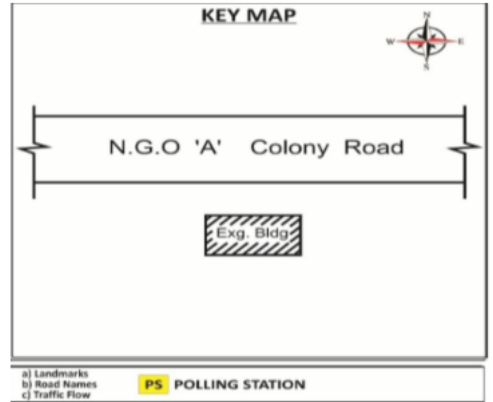 KEY MAP
N
W E
S
N.G.O 'A' Colony Road
Exg. Bldg
a) Landmarks
b) Road Names
c) Traffic Flow
PS POLLING STATION